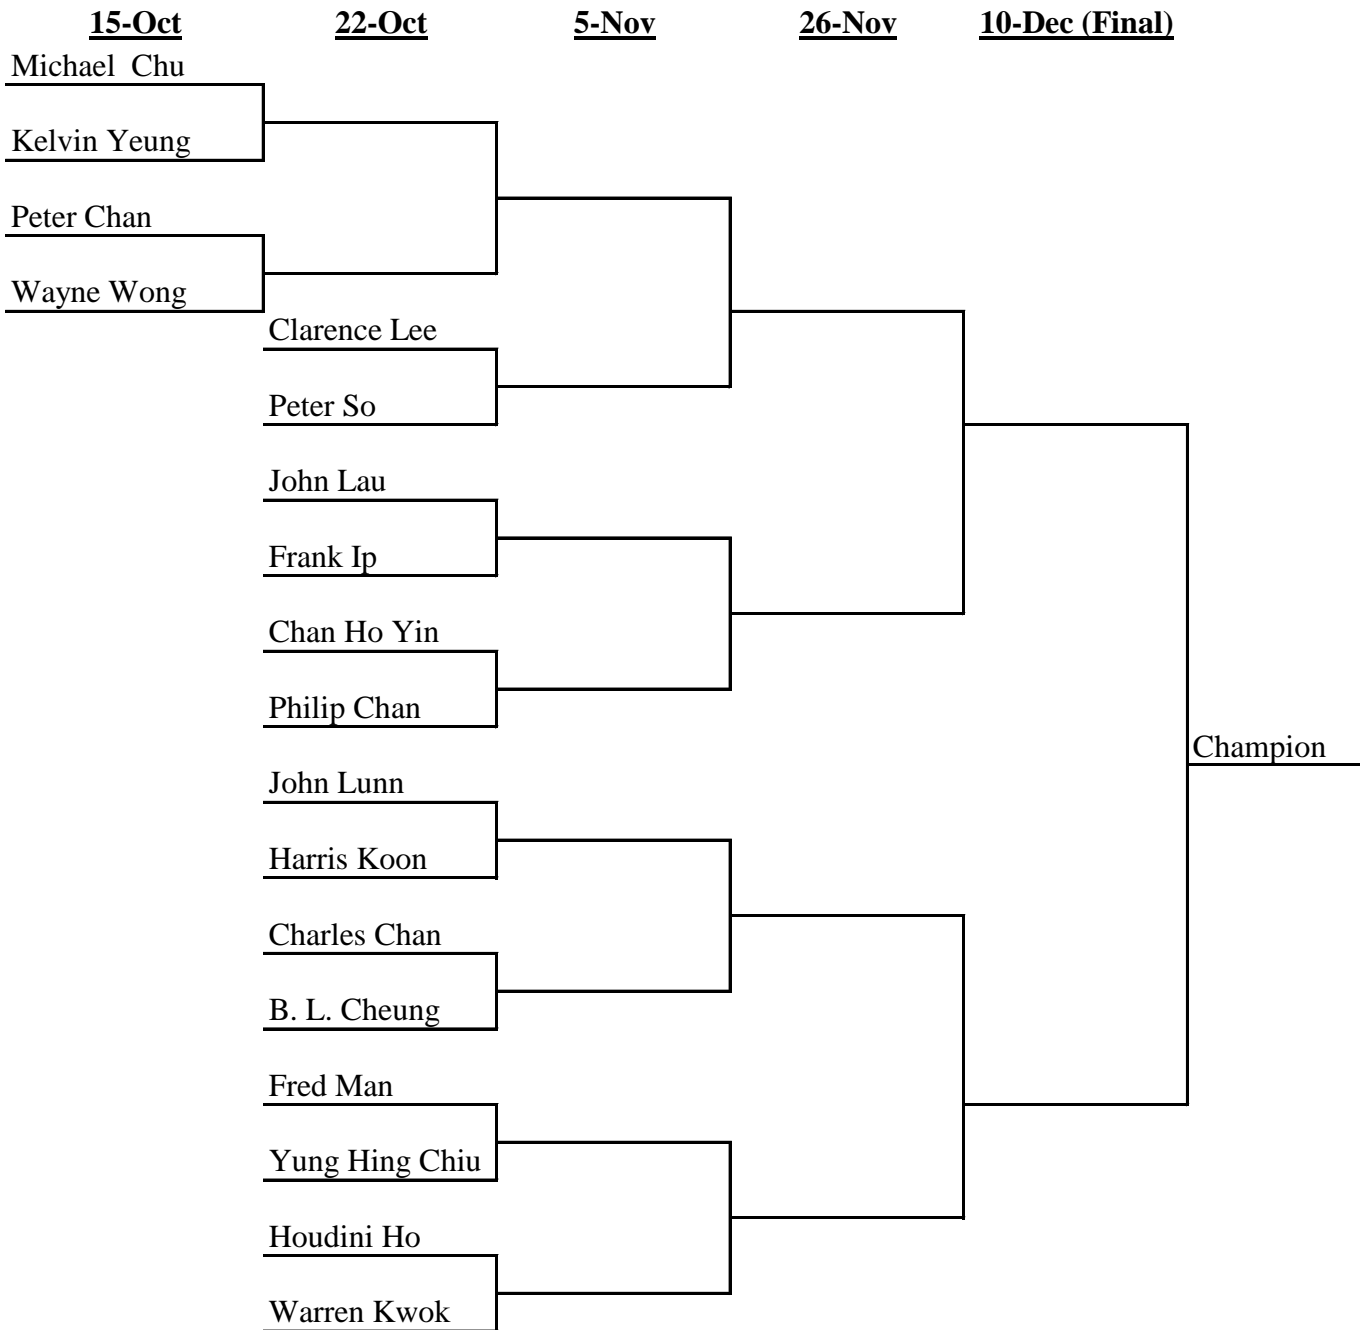 15-Oct 22-Oct 5-Nov 26-Nov 10-Dec (Final)
Michael  Chu
Kelvin Yeung
Peter Chan
Wayne Wong
Clarence Lee
Peter So
John Lau
Frank Ip
Chan Ho Yin
Philip Chan
Champion
John Lunn
Harris Koon
Charles Chan
B. L. Cheung
Fred Man
Yung Hing Chiu
Houdini Ho
Warren Kwok